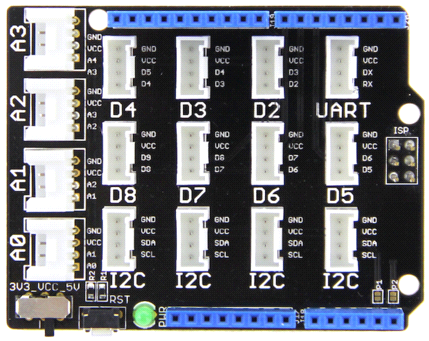 A3
GND
VCC
A4
A3
GND
VCC
D5
D4
D4
GND
VCC
D4
D3
D3
GND
VCC
D3
D2
D2
GND
VCC
DX
RX
UART
A2
GND
VCC
A3
A2
GND
VCC
D9
D8
D8
GND
VCC
D8
D7
D7
GND
VCC
D7
D6
D6
GND
VCC
D6
D5
D5
ISP
A1
GND
VCC
A2
A1
GND
VCC
SDA
SCL
I2C
GND
VCC
SDA
SCL
I2C
GND
VCC
SDA
SCL
I2C
GND
VCC
SDA
SCL
I2C
A0
GND
VCC
A1
A0
3V3_VCC_5V
R2
R1
RST
PWR
P1
P2